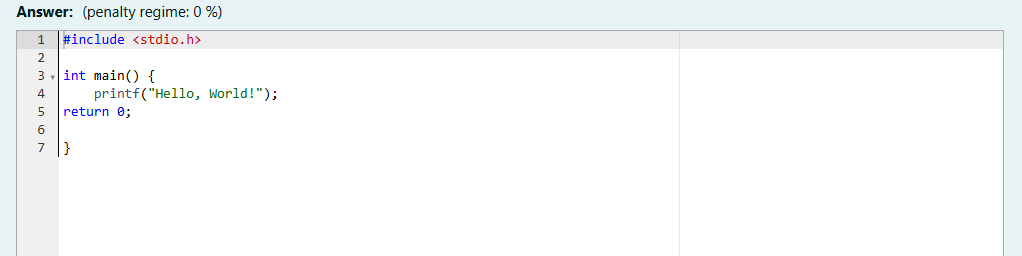 Answer: (penalty regime: 0 %)
1 #include <stdio.h>
2
3 int main() {
4     printf("Hello, World!");
5 return 0;
6
7 }